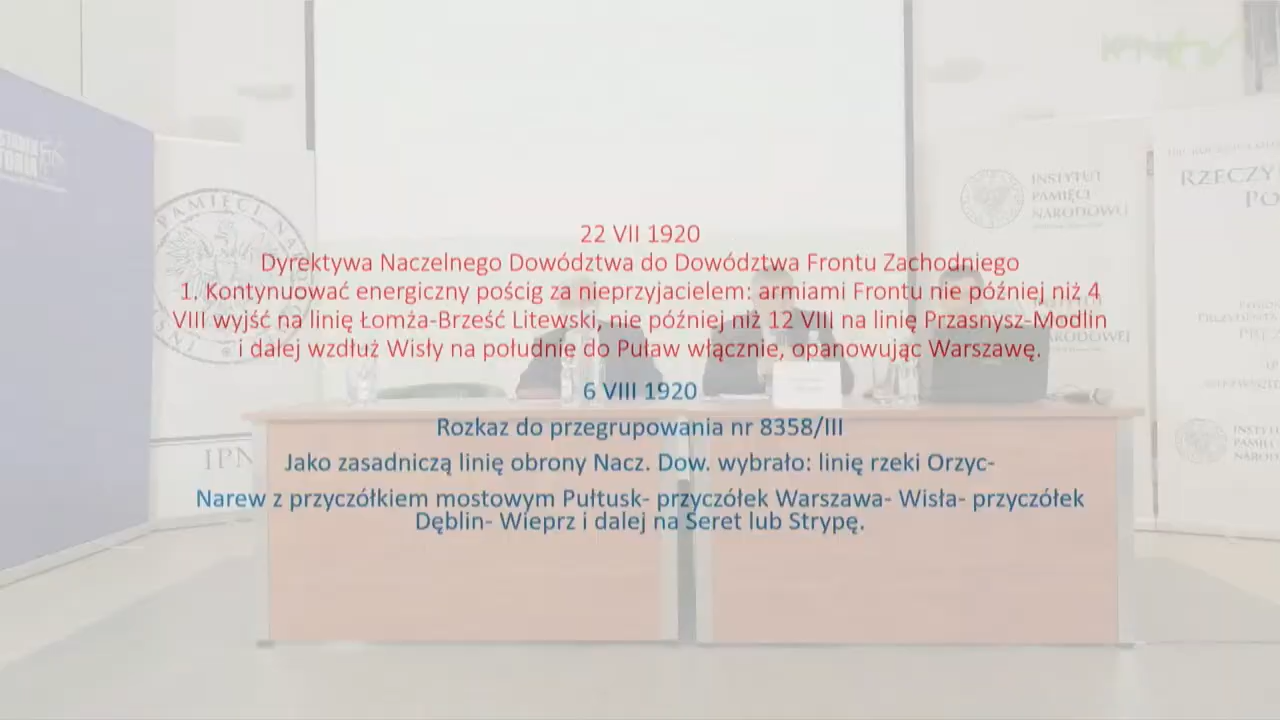 IPNtv
22 VII 1920
Dyrektywa Naczelnego Dowództwa do Dowództwa Frontu Zachodniego
1. Kontynuować energiczny pościg za nieprzyjacielem: armiami Frontu nie później niż 4
VIII wyjść na linię Łomża-Brześć Litewski, nie później niż 12 VIII na linię Przasnysz-Modlin
i dalej wzdłuż Wisły na południe do Puław włącznie, opanowując Warszawę.
6 VIII 1920
Rozkaz do przegrupowania nr 8358/III
Jako zasadniczą linię obrony Nacz. Dow. wybrało: linię rzeki Orzyc-
Narew z przyczółkiem mostowym Pułtusk- przyczółek Warszawa- Wisła- przyczółek
Dęblin- Wieprz i dalej na Seret lub Strypę.
INSTYTUT
PAMIĘCI
NARODOWEJ
PAMIĘCI NAR
IPN
RZECZY
PO